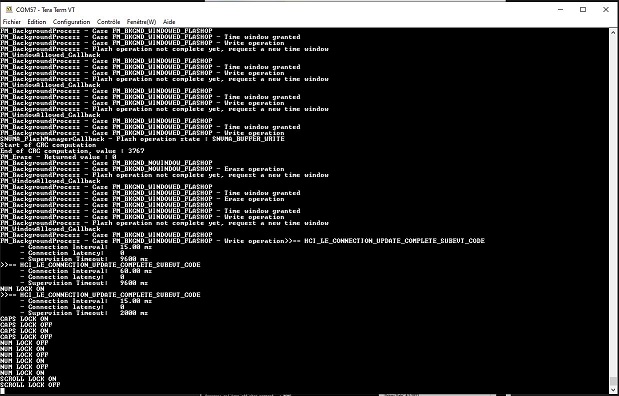 COM57 - Tera Term VT
Fichier Edition Configuration Contrôle Fenêtre(W) Aide
FM_BackgroundProcess - Case FM_BKGND_WINDOWED_FLASHOP
FM_BackgroundProcess - Case FM_BKGND_WINDOWED_FLASHOP - Time window granted
FM_BackgroundProcess - Case FM_BKGND_WINDOWED_FLASHOP - Write operation
FM_BackgroundProcess - Flash operation not complete yet, request a new time window
FM_WindowAllowed_Callback
FM_BackgroundProcess - Case FM_BKGND_WINDOWED_FLASHOP
FM_BackgroundProcess - Case FM_BKGND_WINDOWED_FLASHOP - Time window granted
FM_BackgroundProcess - Case FM_BKGND_WINDOWED_FLASHOP - Write operation
FM_BackgroundProcess - Flash operation not complete yet, request a new time window
FM_WindowAllowed_Callback
FM_BackgroundProcess - Case FM_BKGND_WINDOWED_FLASHOP
FM_BackgroundProcess - Case FM_BKGND_WINDOWED_FLASHOP - Time window granted
FM_BackgroundProcess - Case FM_BKGND_WINDOWED_FLASHOP - Write operation
FM_BackgroundProcess - Flash operation not complete yet, request a new time window
FM_WindowAllowed_Callback
FM_BackgroundProcess - Case FM_BKGND_WINDOWED_FLASHOP
FM_BackgroundProcess - Case FM_BKGND_WINDOWED_FLASHOP - Time window granted
FM_BackgroundProcess - Case FM_BKGND_WINDOWED_FLASHOP - Write operation
SNVMA_FlashManagerCallback - Flash operation state : SNVMA_BUFFER_WRITE
Start of CRC computation
End of CRC computation, value : 3767
FM_Erase - Returned value : 0
FM_BackgroundProcess - Case FM_BKGND_NOWINDOW_FLASHOP
FM_BackgroundProcess - Case FM_BKGND_WINDOWED_FLASHOP - Erase operation
FM_BackgroundProcess - Flash operation not complete yet, request a new time window
FM_WindowAllowed_Callback
FM_BackgroundProcess - Case FM_BKGND_WINDOWED_FLASHOP
FM_BackgroundProcess - Case FM_BKGND_WINDOWED_FLASHOP - Time window granted
FM_BackgroundProcess - Case FM_BKGND_WINDOWED_FLASHOP - Erase operation
FM_BackgroundProcess - Case FM_BKGND_WINDOWED_FLASHOP
FM_BackgroundProcess - Case FM_BKGND_WINDOWED_FLASHOP - Time window granted
FM_BackgroundProcess - Case FM_BKGND_WINDOWED_FLASHOP - Write operation
FM_BackgroundProcess - Flash operation not complete yet, request a new time window
FM_WindowAllowed_Callback
FM_BackgroundProcess - Case FM_BKGND_WINDOWED_FLASHOP
FM_BackgroundProcess - Case FM_BKGND_WINDOWED_FLASHOP - Write operation>>== HCI_LE_CONNECTION_UPDATE_COMPLETE_SUBEVT_CODE
- Connection Interval: 15.00 ms
- Connection latency: 0
- Supervision Timeout: 9600 ms
>>== HCI_LE_CONNECTION_UPDATE_COMPLETE_SUBEVT_CODE
- Connection Interval: 60.00 ms
- Connection latency: 0
- Supervision Timeout: 9600 ms
NUM LOCK ON
>>== HCI_LE_CONNECTION_UPDATE_COMPLETE_SUBEVT_CODE
- Connection Interval: 15.00 ms
- Connection latency: 0
- Supervision Timeout: 2000 ms
CAPS LOCK ON
CAPS LOCK OFF
CAPS LOCK ON
CAPS LOCK OFF
NUM LOCK OFF
NUM LOCK ON
NUM LOCK OFF
NUM LOCK ON
NUM LOCK OFF
NUM LOCK ON
SCROLL LOCK ON
SCROLL LOCK OFF